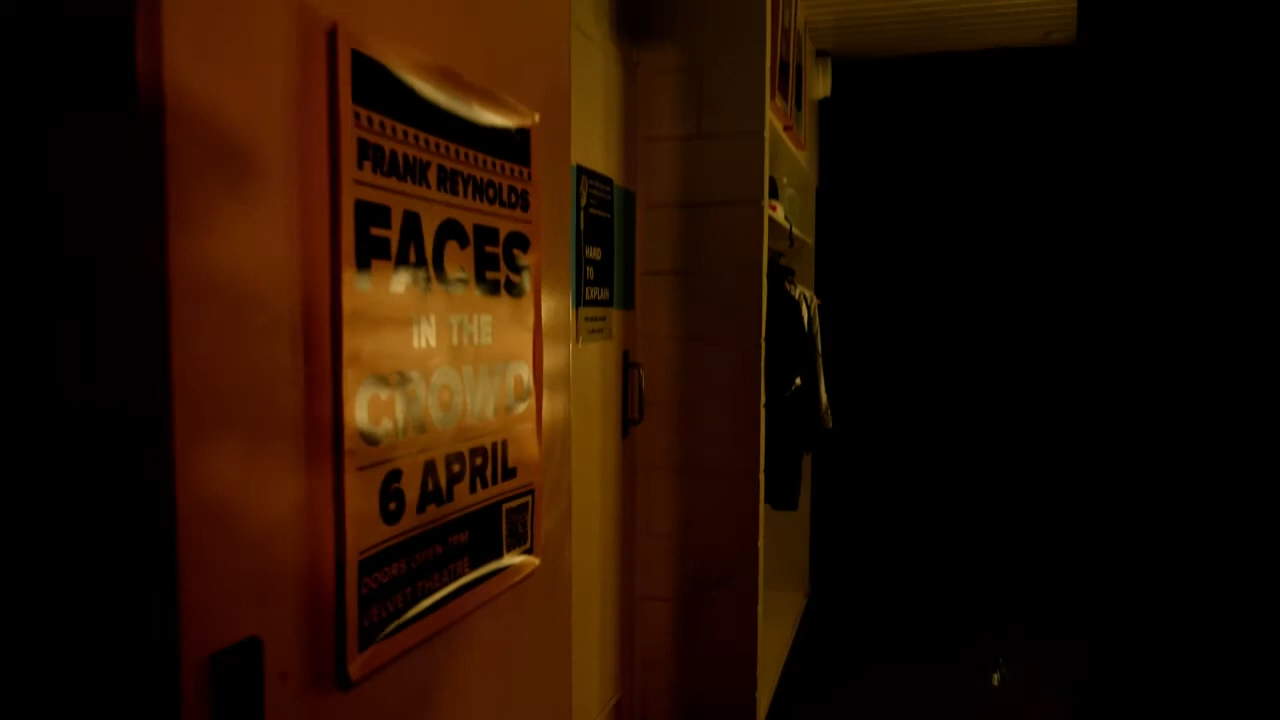 FRANK REYNOLDS
FACES
IN THE
CROWD
6 APRIL
DOORS OPEN 7PM
VELVET THEATRE
HARD
TO
EXPLAIN